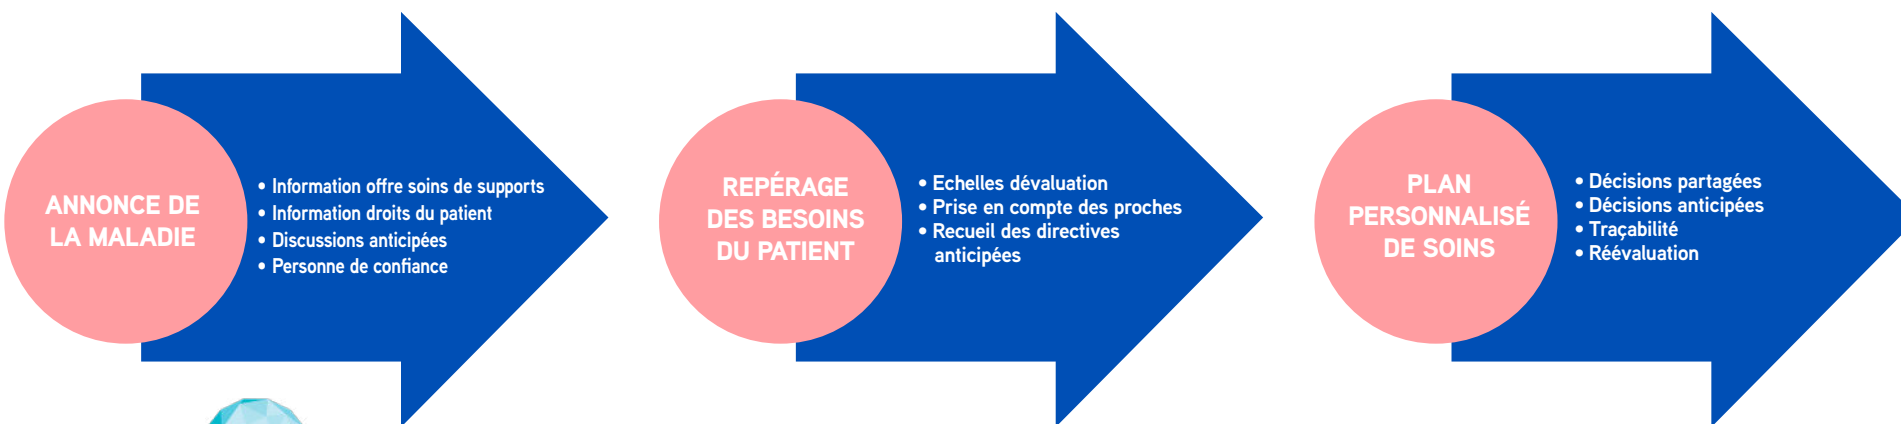 ANNONCE DE
LA MALADIE
• Information offre soins de supports
• Information droits du patient
• Discussions anticipées
• Personne de confiance
REPÉRAGE
DES BESOINS
DU PATIENT
• Echelles dévaluation
• Prise en compte des proches
• Recueil des directives
anticipées
PLAN
PERSONNALISÉ
DE SOINS
• Décisions partagées
• Décisions anticipées
• Traçabilité
• Réévaluation